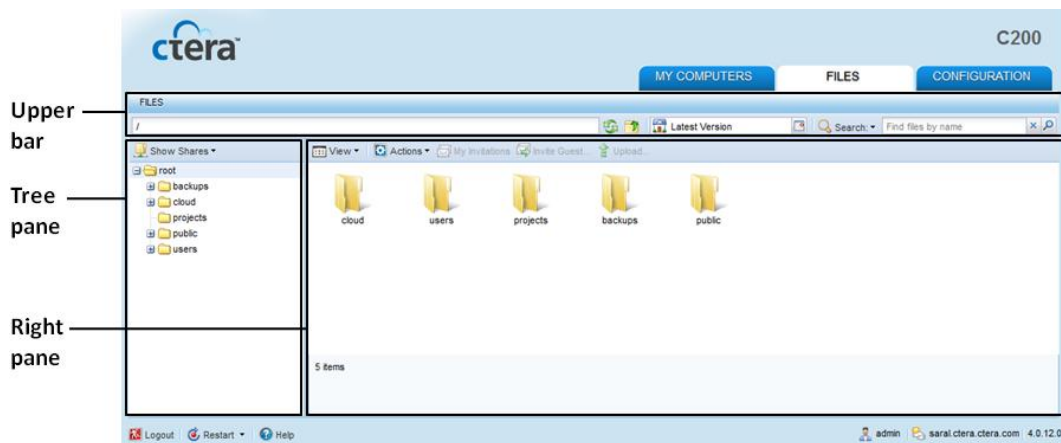 ctera™
C200
MY COMPUTERS FILES CONFIGURATION
Upper bar
FILES
/ Latest Version Search: Find files by name
Tree pane
Show Shares
root
backups
cloud
projects
public
users
View Actions My Invitations Invite Guest... Upload...
cloud users projects backups public
Right pane
5 items
Logout Restart Help admin saral.ctera.ctera.com 4.0.12.0